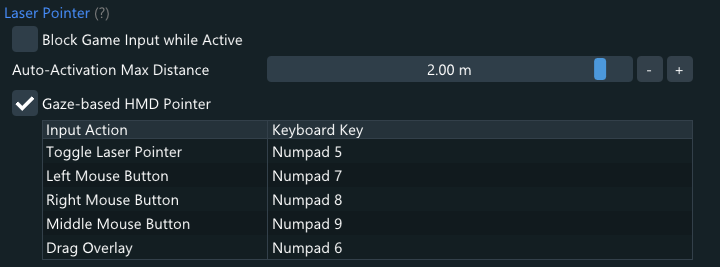 Laser Pointer (?)
Block Game Input while Active
Auto-Activation Max Distance 2.00 m - +
Gaze-based HMD Pointer
Input Action Keyboard Key
Toggle Laser Pointer Numpad 5
Left Mouse Button Numpad 7
Right Mouse Button Numpad 8
Middle Mouse Button Numpad 9
Drag Overlay Numpad 6